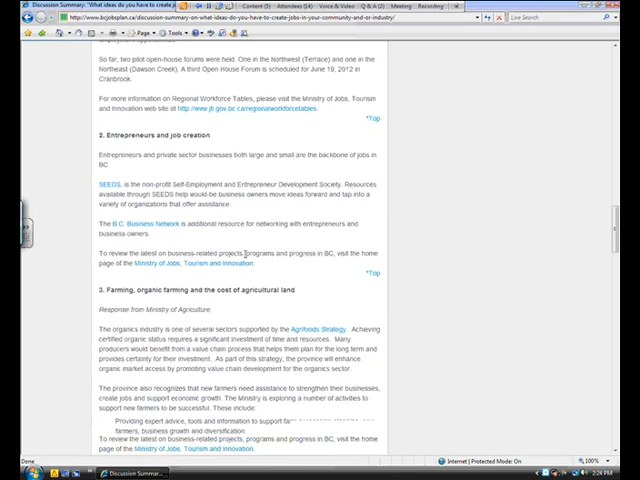 Discussion Summary: "What ideas do you have to create j
Content (5) Attendees (14) Voice & Video Q & A (2) Meeting Recording
http://www.bcjobsplan.ca/discussion-summary-on-what-ideas-do-you-have-to-create-jobs-in-your-community-and-or/industry/
Live Search
Page Tools
So far, two pilot open-house forums were held. One in the Northwest (Terrace) and one in the
Northeast (Dawson Creek). A third Open House Forum is scheduled for June 19, 2012 in
Cranbrook.
For more information on Regional Workforce Tables, please visit the Ministry of Jobs, Tourism
and Innovation web site at http://www.jti.gov.bc.ca/regionalworkforcetables.
^Top
2. Entrepreneurs and job creation
Entrepreneurs and private sector businesses both large and small are the backbone of jobs in
BC.
SEEDS, is the non-profit Self-Employment and Entrepreneur Development Society. Resources
available through SEEDS help would-be business owners move ideas forward and tap into a
variety of organizations that offer assistance.
The B.C. Business Network is additional resource for networking with entrepreneurs and
business owners.
To review the latest on business-related projects, programs and progress in BC, visit the home
page of the Ministry of Jobs, Tourism and Innovation.
^Top
3. Farming, organic farming and the cost of agricultural land
Response from Ministry of Agriculture:
The organics industry is one of several sectors supported by the Agrifoods Strategy. Achieving
certified organic status requires a significant investment of time and resources. Many
producers would benefit from a value chain process that helps them plan for the long term and
provides certainty for their investment. As part of this strategy, the province will enhance
organic market access by promoting value chain development for the organics sector.
The province also recognizes that new farmers need assistance to strengthen their businesses,
create jobs and support economic growth. The Ministry is exploring a number of activities to
support new farmers to be successful. These include:
Providing expert advice, tools and information to support
farmers, business growth and diversification
To review the latest on business-related projects, programs and progress in BC, visit the home
page of the Ministry of Jobs, Tourism and Innovation.
Done
Internet | Protected Mode: On
100%
Discussion Summar...
2:24 PM